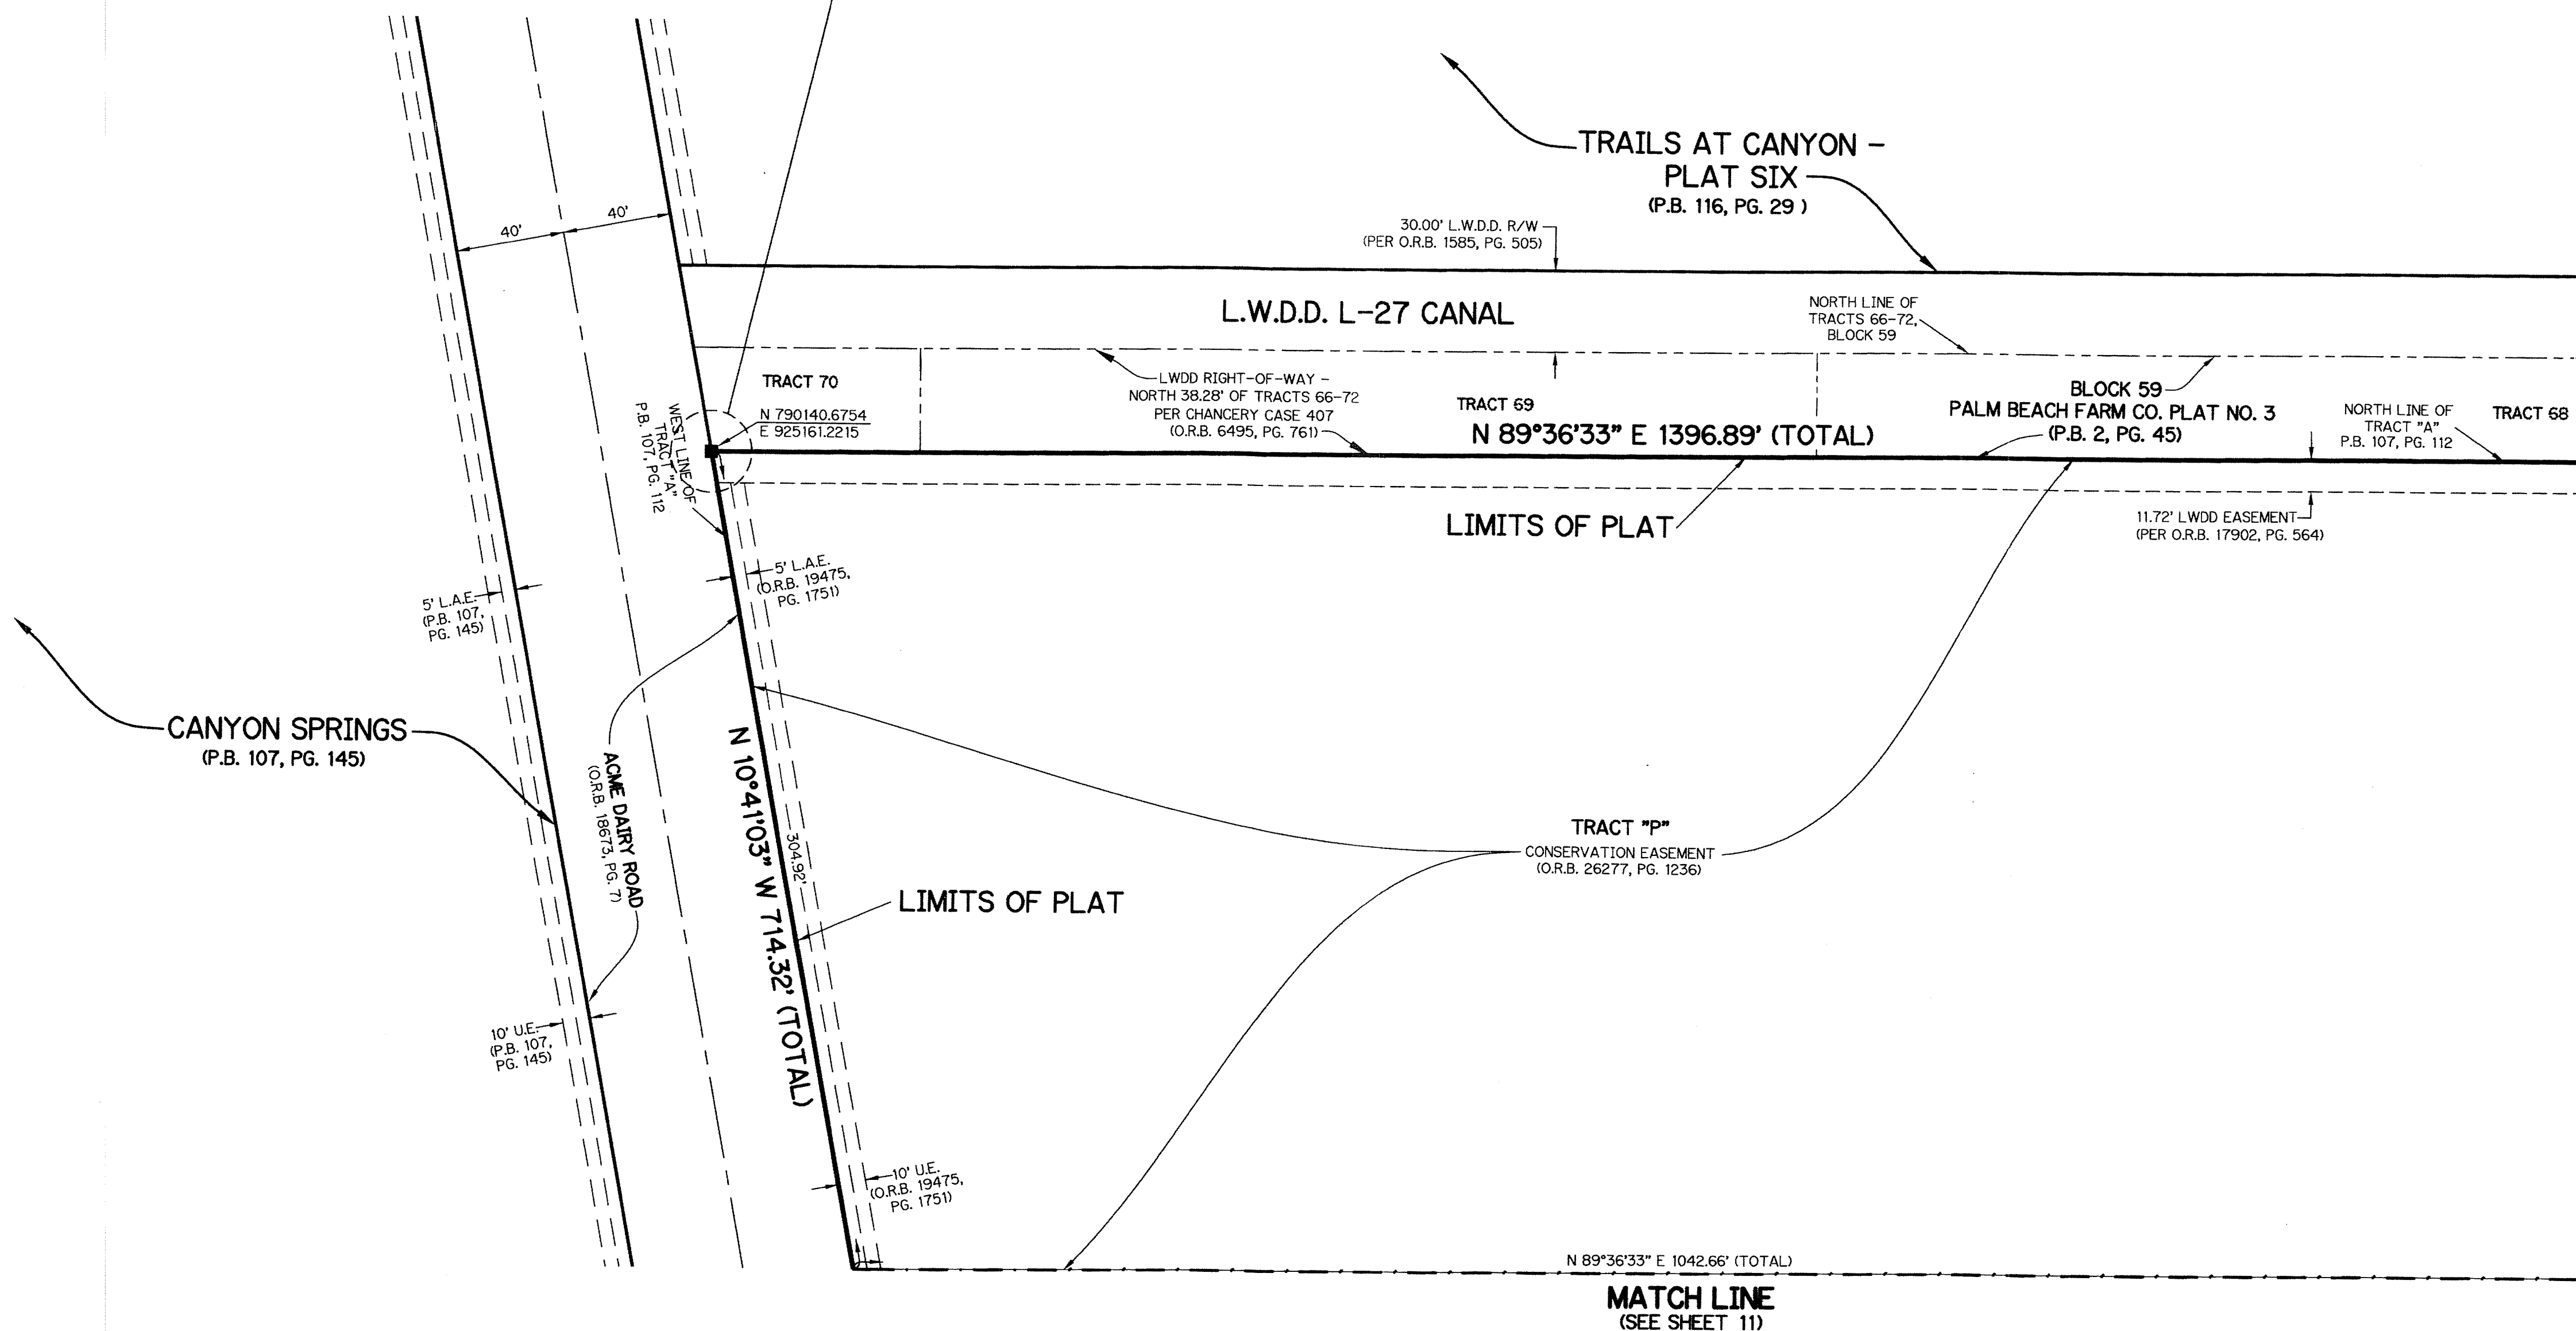 TRAILS AT CANYON -
PLAT SIX
(P.B. 116, PG. 29 )
40'
40'
30.00' L.W.D.D. R/W
(PER O.R.B. 1585, PG. 505)
L.W.D.D. L-27 CANAL
NORTH LINE OF
TRACTS 66-72,
BLOCK 59
TRACT 70
N 790140.6754
E 925161.2215
LWDD RIGHT-OF-WAY -
NORTH 38.28' OF TRACTS 66-72
PER CHANCERY CASE 407
(O.R.B. 6495, PG. 761)
TRACT 69
N 89°36'33" E 1396.89' (TOTAL)
BLOCK 59
PALM BEACH FARM CO. PLAT NO. 3
(P.B. 2, PG. 45)
NORTH LINE OF
TRACT "A"
P.B. 107, PG. 112
TRACT 68
WEST LINE OF
TRACT "A"
P.B. 107, PG. 112
LIMITS OF PLAT
11.72' LWDD EASEMENT
(PER O.R.B. 17902, PG. 564)
5' L.A.E.
(O.R.B. 19475,
PG. 1751)
5' L.A.E.
(P.B. 107,
PG. 145)
CANYON SPRINGS
(P.B. 107, PG. 145)
ACME DAIRY ROAD
(O.R.B. 18673, PG. 7)
N 10°41'03" W 714.32' (TOTAL)
304.92'
TRACT "P"
CONSERVATION EASEMENT
(O.R.B. 26277, PG. 1236)
LIMITS OF PLAT
10' U.E.
(P.B. 107,
PG. 145)
10' U.E.
(O.R.B. 19475,
PG. 1751)
N 89°36'33" E 1042.66' (TOTAL)
MATCH LINE
(SEE SHEET 11)